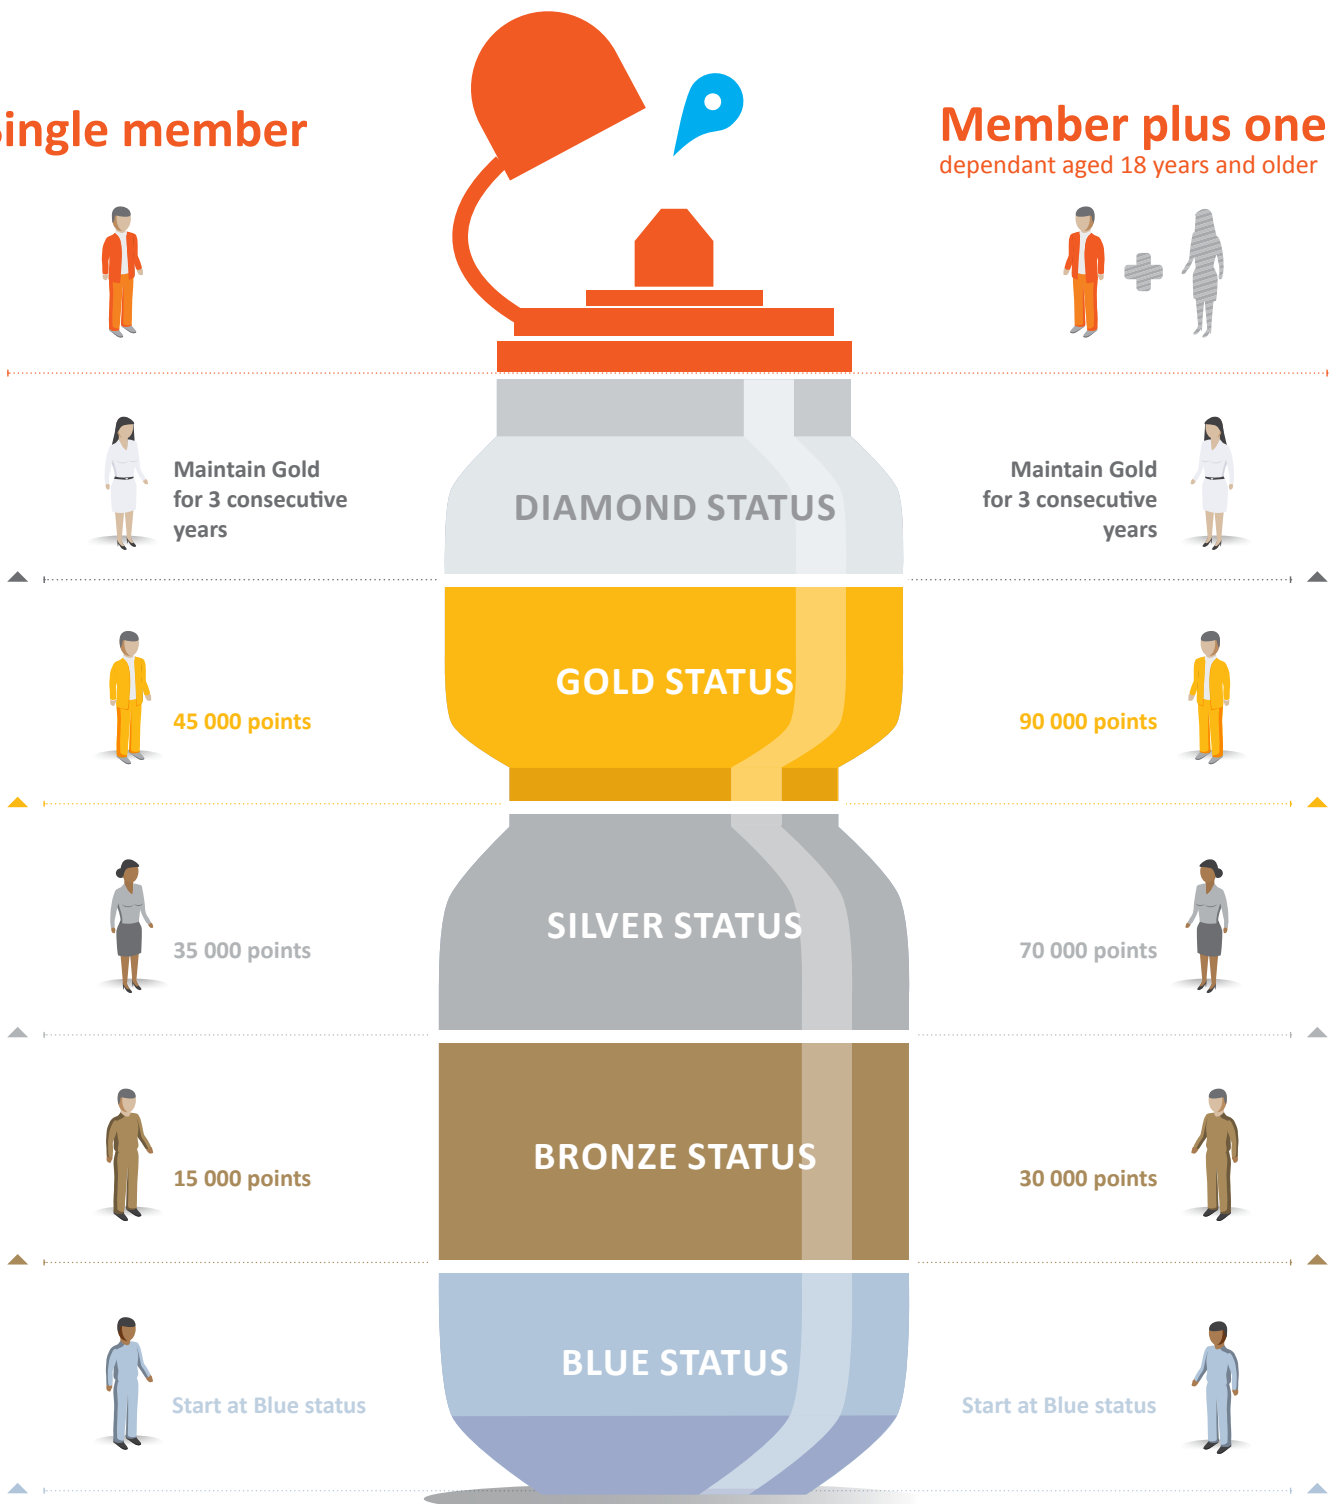 Single member
Member plus one
dependant aged 18 years and older
Maintain Gold
for 3 consecutive
years
DIAMOND STATUS
Maintain Gold
for 3 consecutive
years
GOLD STATUS
45 000 points
90 000 points
SILVER STATUS
35 000 points
70 000 points
BRONZE STATUS
15 000 points
30 000 points
BLUE STATUS
Start at Blue status
Start at Blue status